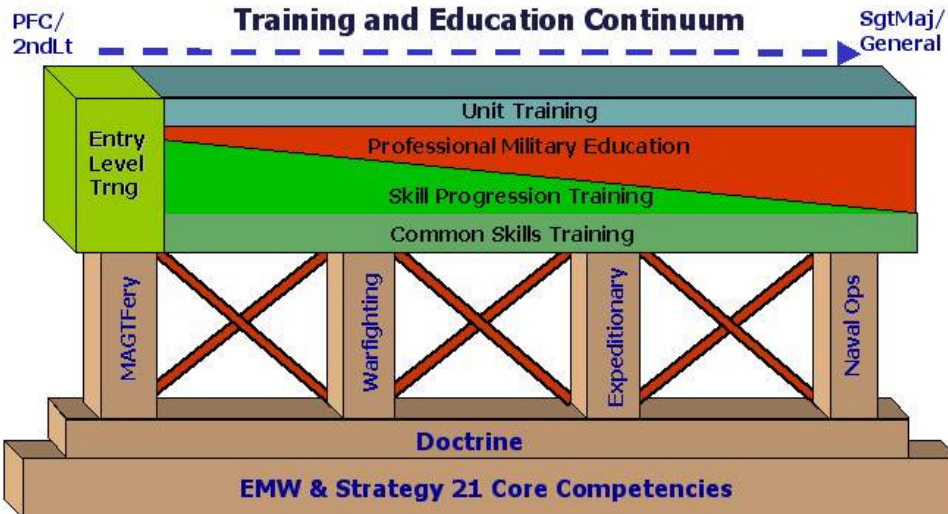 Training and Education Continuum
PFC/
2ndLt
SgtMaj/
General
Entry
Level
Trng
Unit Training
Professional Military Education
Skill Progression Training
Common Skills Training
MAGTFery
Warfighting
Expeditionary
Naval Ops
Doctrine
EMW & Strategy 21 Core Competencies